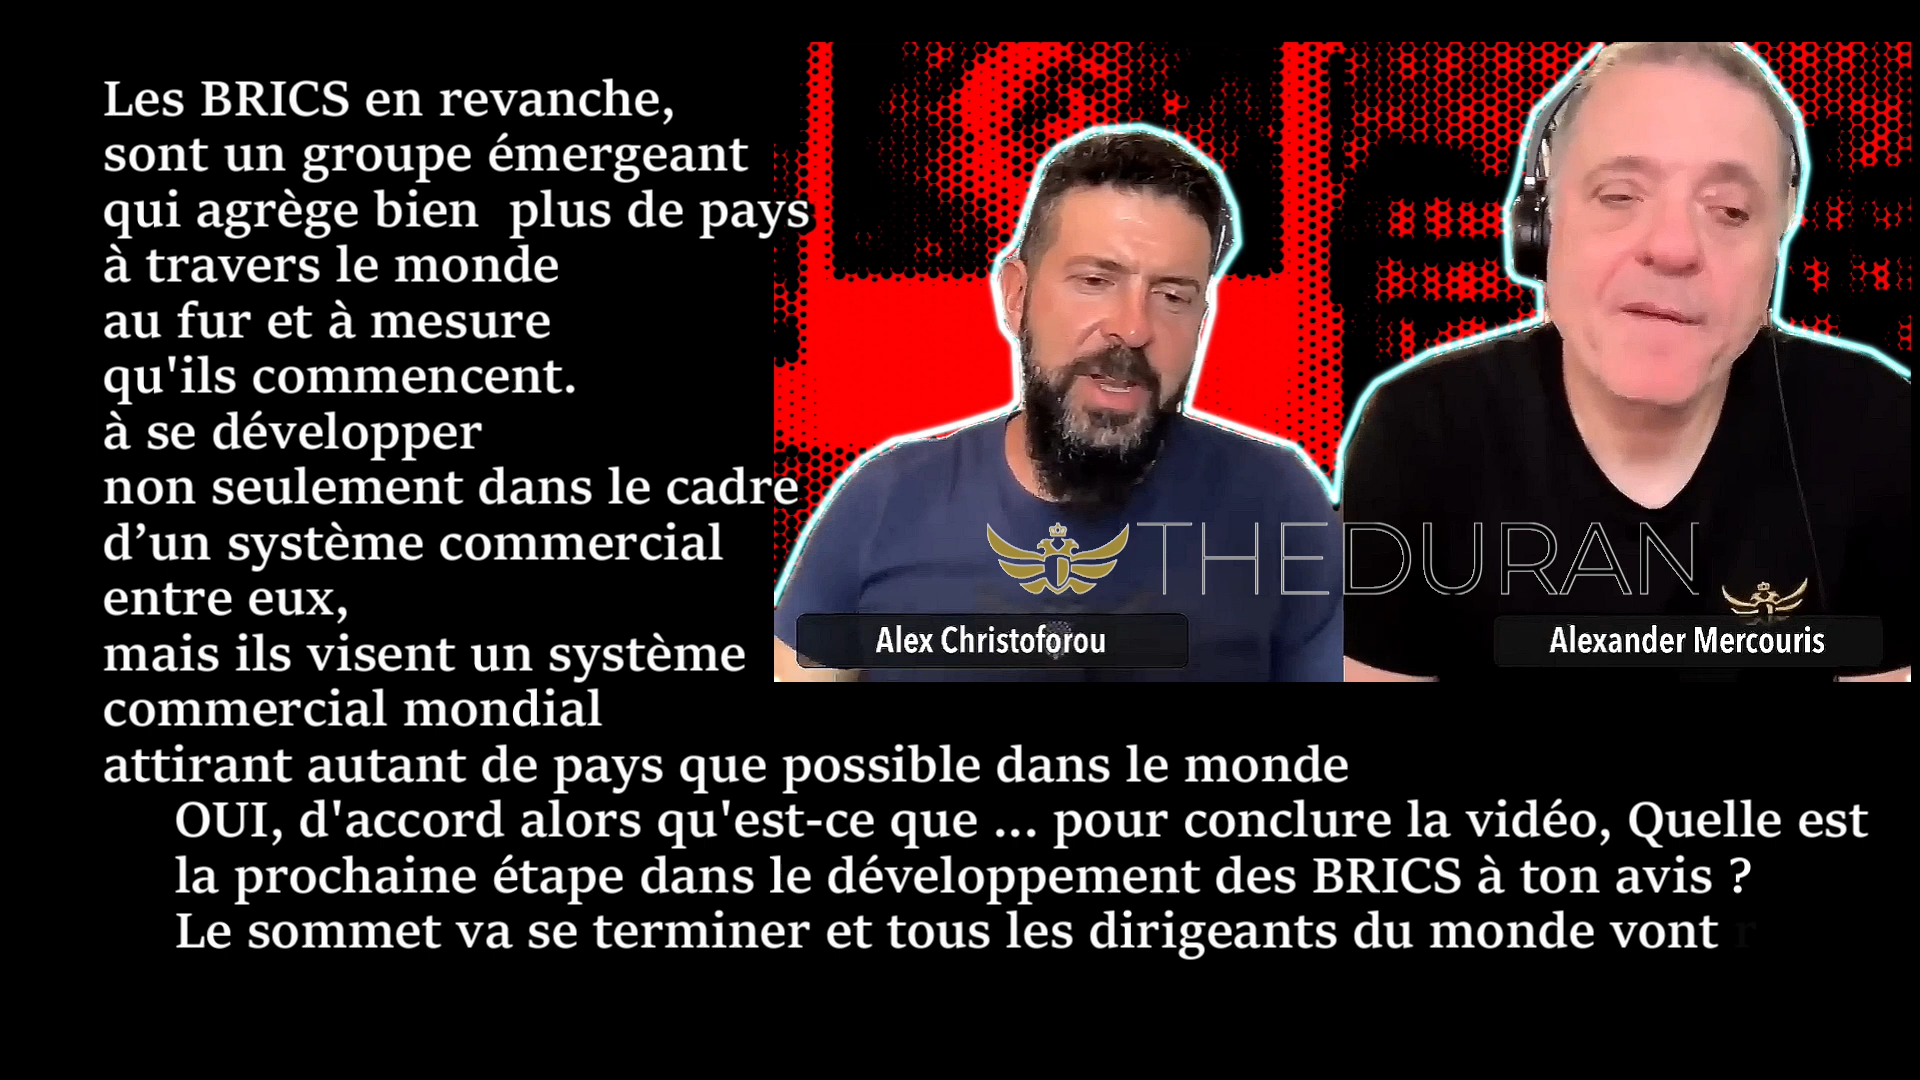 Les BRICS en revanche,
sont un groupe émergeant
qui agrège bien  plus de pays
à travers le monde
au fur et à mesure
qu'ils commencent.
à se développer
non seulement dans le cadre
d’un système commercial
entre eux,
mais ils visent un système
commercial mondial
attirant autant de pays que possible dans le monde
OUI, d'accord alors qu'est-ce que ... pour conclure la vidéo, Quelle est
la prochaine étape dans le développement des BRICS à ton avis ?
Le sommet va se terminer et tous les dirigeants du monde vont r
THEDURAN
Alex Christoforou
Alexander Mercouris